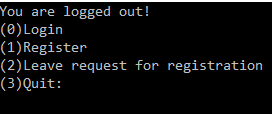 You are logged out!
(0)Login
(1)Register
(2)Leave request for registration
(3)Quit: